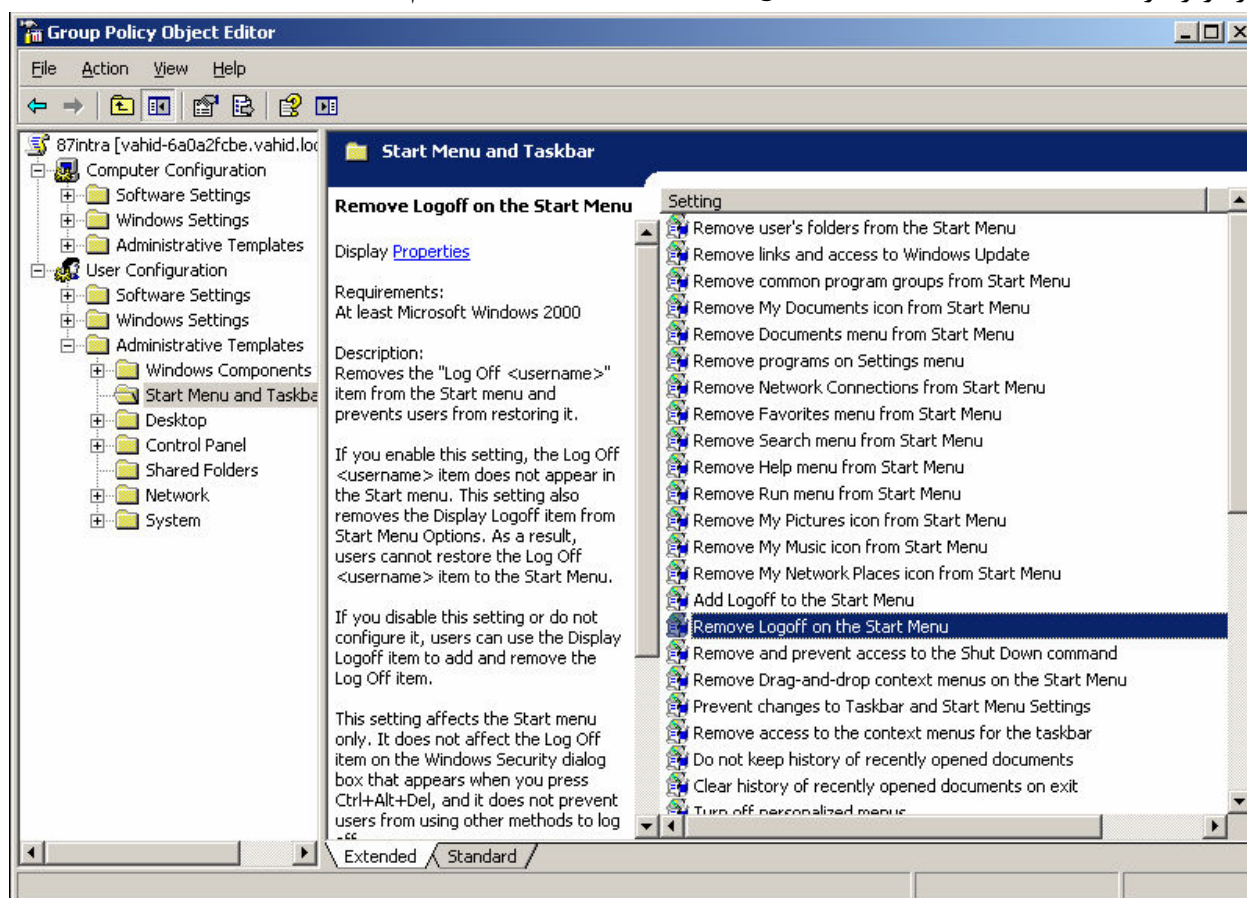 Group Policy Object Editor
File Action View Help
87intra [vahid-6a0a2fcbe.vahid.loc
Computer Configuration
Software Settings
Windows Settings
Administrative Templates
User Configuration
Software Settings
Windows Settings
Administrative Templates
Windows Components
Start Menu and Taskba
Desktop
Control Panel
Shared Folders
Network
System
Start Menu and Taskbar
Remove Logoff on the Start Menu
Display Properties
Requirements:
At least Microsoft Windows 2000
Description:
Removes the "Log Off <username>"
item from the Start menu and
prevents users from restoring it.
If you enable this setting, the Log Off
<username> item does not appear in
the Start menu. This setting also
removes the Display Logoff item from
Start Menu Options. As a result,
users cannot restore the Log Off
<username> item to the Start Menu.
If you disable this setting or do not
configure it, users can use the Display
Logoff item to add and remove the
Log Off item.
This setting affects the Start menu
only. It does not affect the Log Off
item on the Windows Security dialog
box that appears when you press
Ctrl+Alt+Del, and it does not prevent
users from using other methods to log
off.
Setting
Remove user's folders from the Start Menu
Remove links and access to Windows Update
Remove common program groups from Start Menu
Remove My Documents icon from Start Menu
Remove Documents menu from Start Menu
Remove programs on Settings menu
Remove Network Connections from Start Menu
Remove Favorites menu from Start Menu
Remove Search menu from Start Menu
Remove Help menu from Start Menu
Remove Run menu from Start Menu
Remove My Pictures icon from Start Menu
Remove My Music icon from Start Menu
Remove My Network Places icon from Start Menu
Add Logoff to the Start Menu
Remove Logoff on the Start Menu
Remove and prevent access to the Shut Down command
Remove Drag-and-drop context menus on the Start Menu
Prevent changes to Taskbar and Start Menu Settings
Remove access to the context menus for the taskbar
Do not keep history of recently opened documents
Clear history of recently opened documents on exit
Turn off personalized menus
Extended Standard